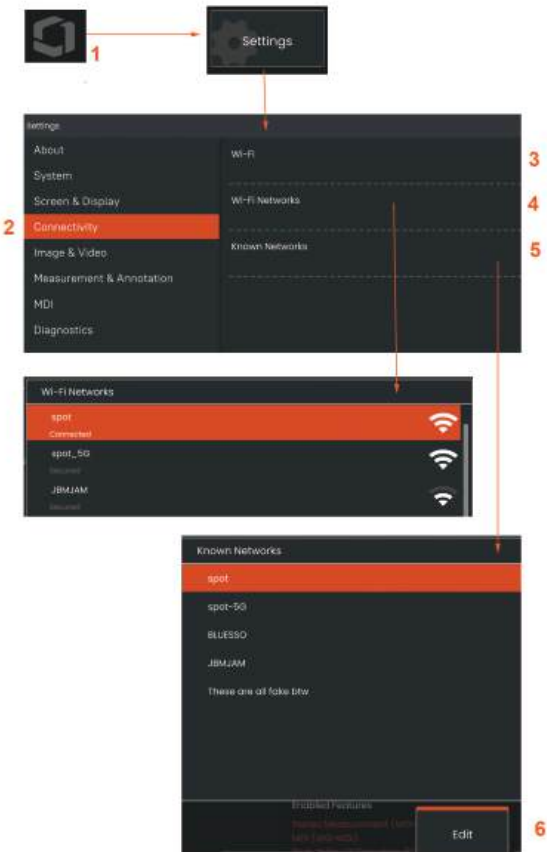 1
Settings
Settings
About
System
Screen & Display
2 Connectivity
Image & Video
Measurement & Annotation
MDI
Diagnostics
Wi-Fi 3
Wi-Fi Networks 4
Known Networks 5
Wi-Fi Networks
spot
Connected
spot_5G
Secured
JBMJAM
Secured
Known Networks
spot
spot-5G
BLUESSO
JBMJAM
These are all fake btw
Enabled Features
Edit 6